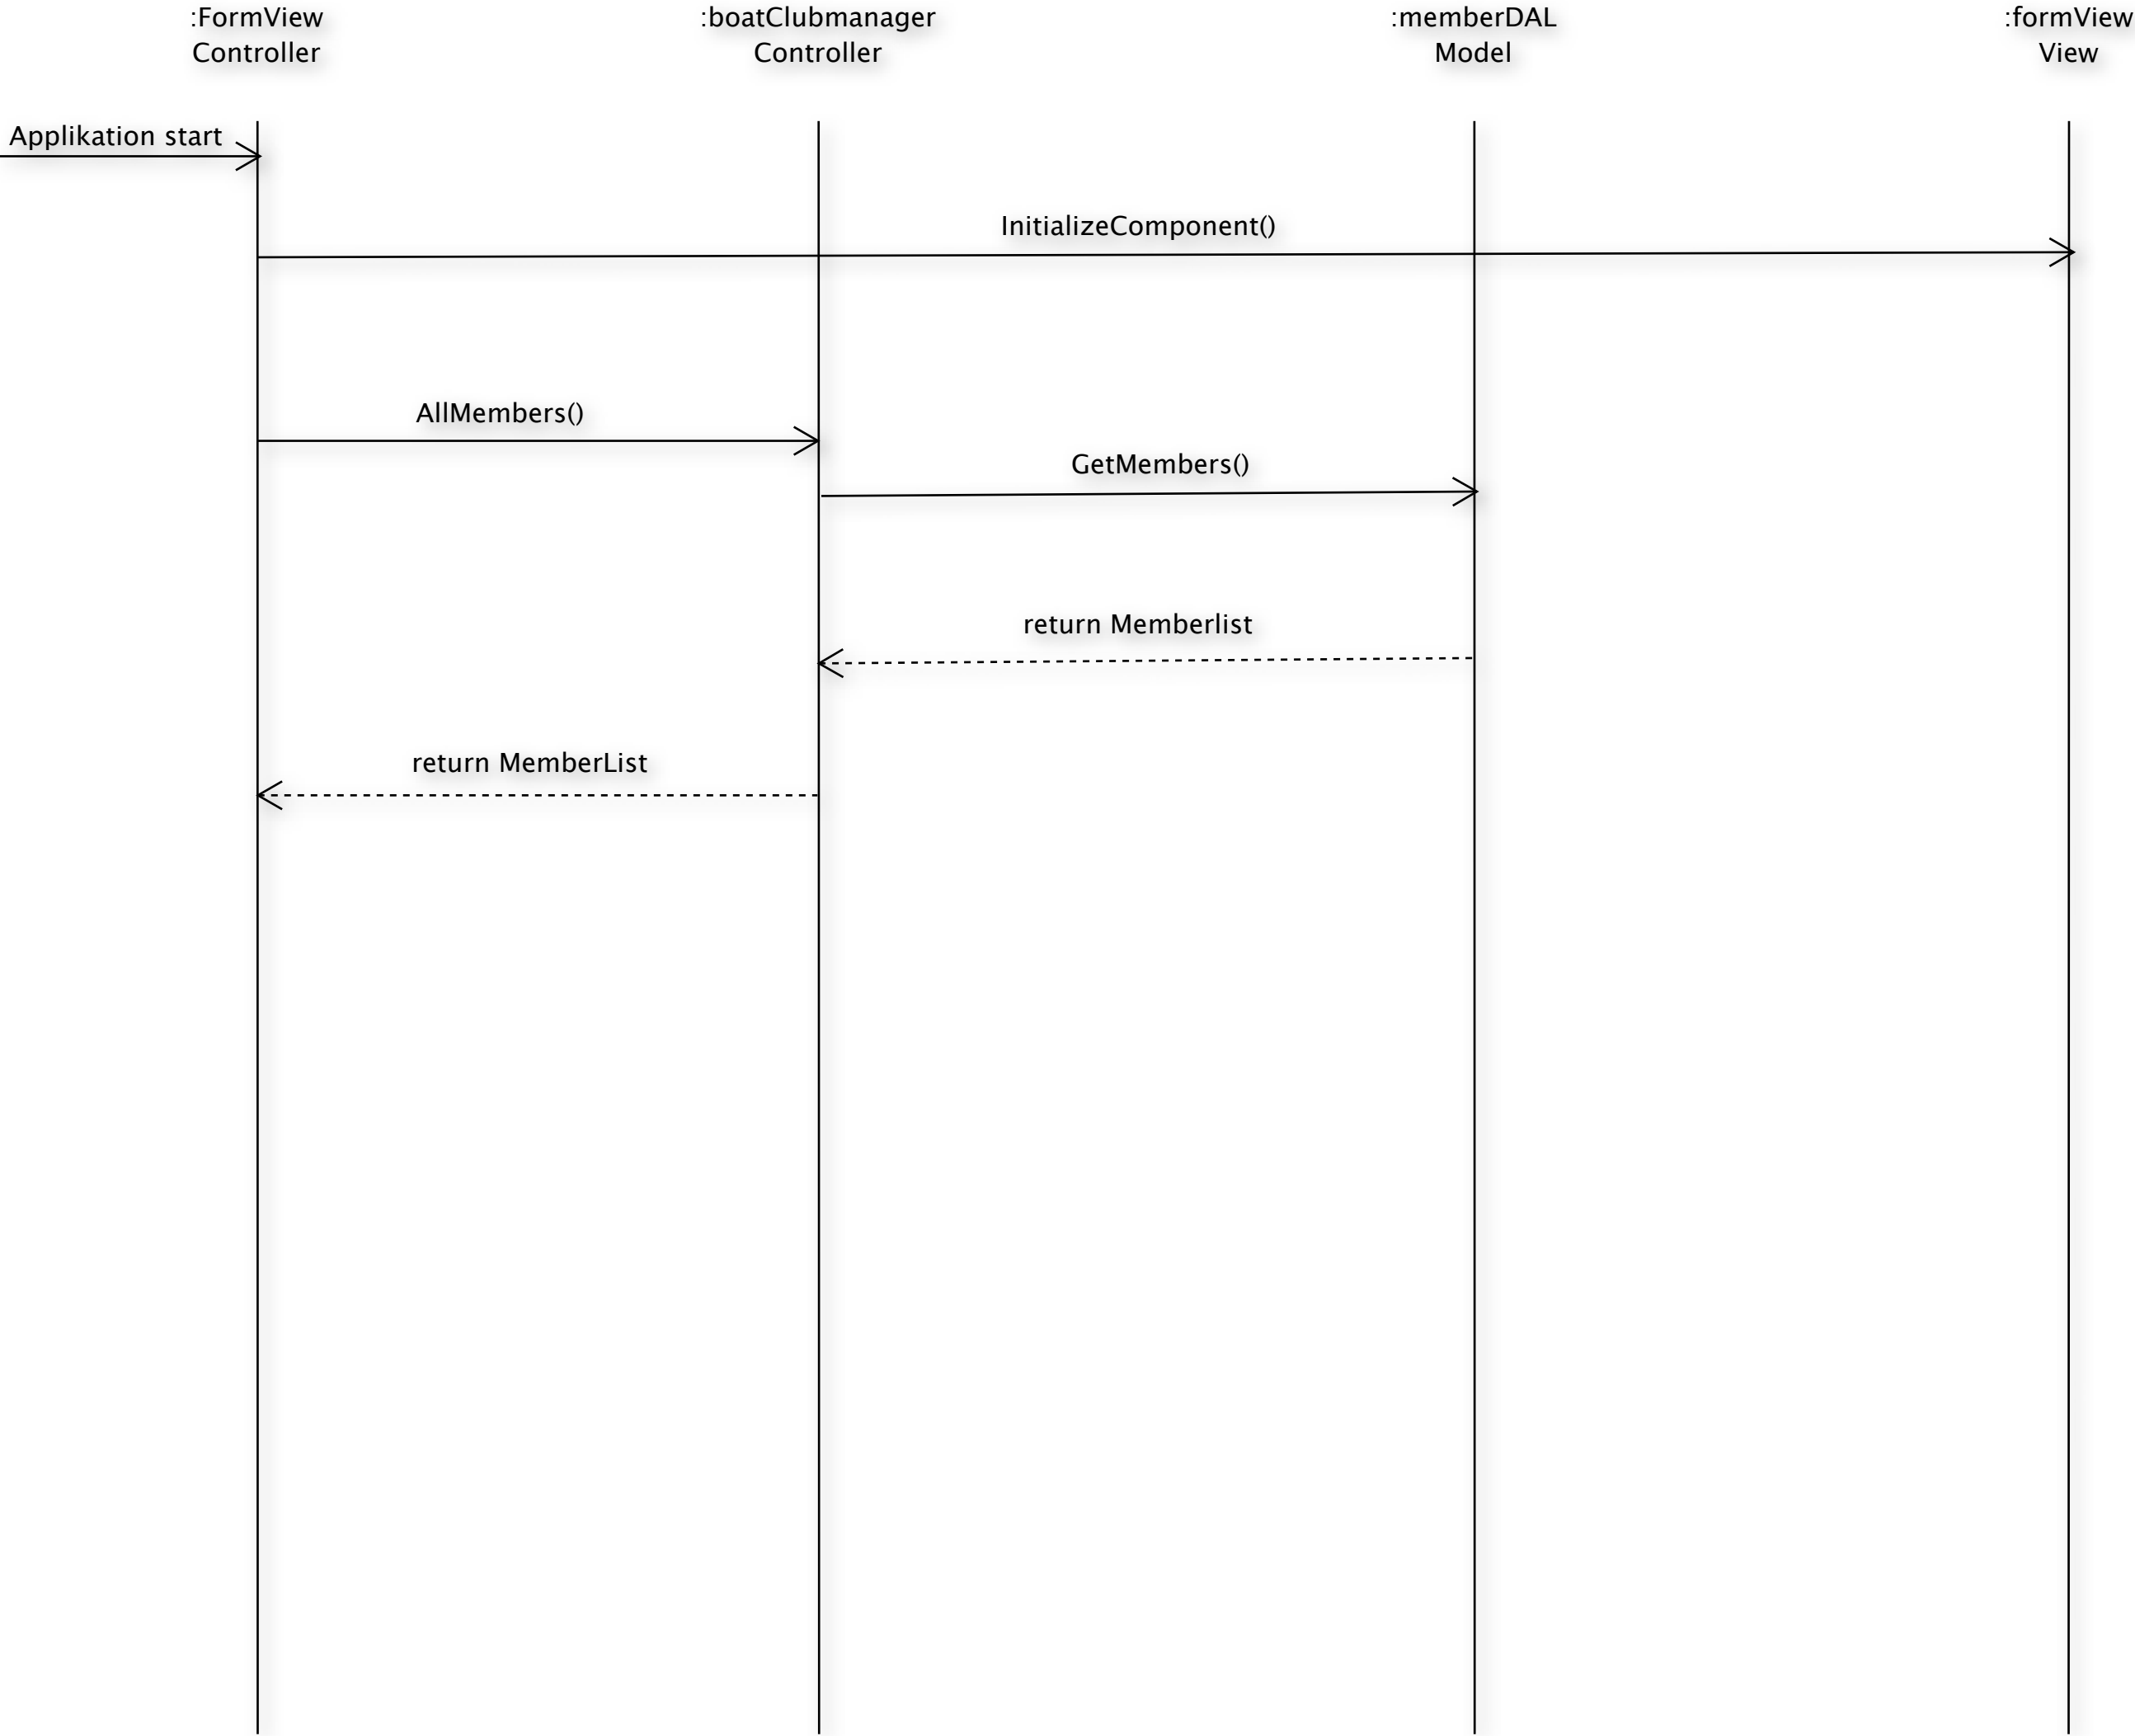 :FormView
Controller
:boatClubmanager
Controller
:memberDAL
Model
:formView
View
Applikation start
InitializeComponent()
AllMembers()
GetMembers()
return Memberlist
return MemberList